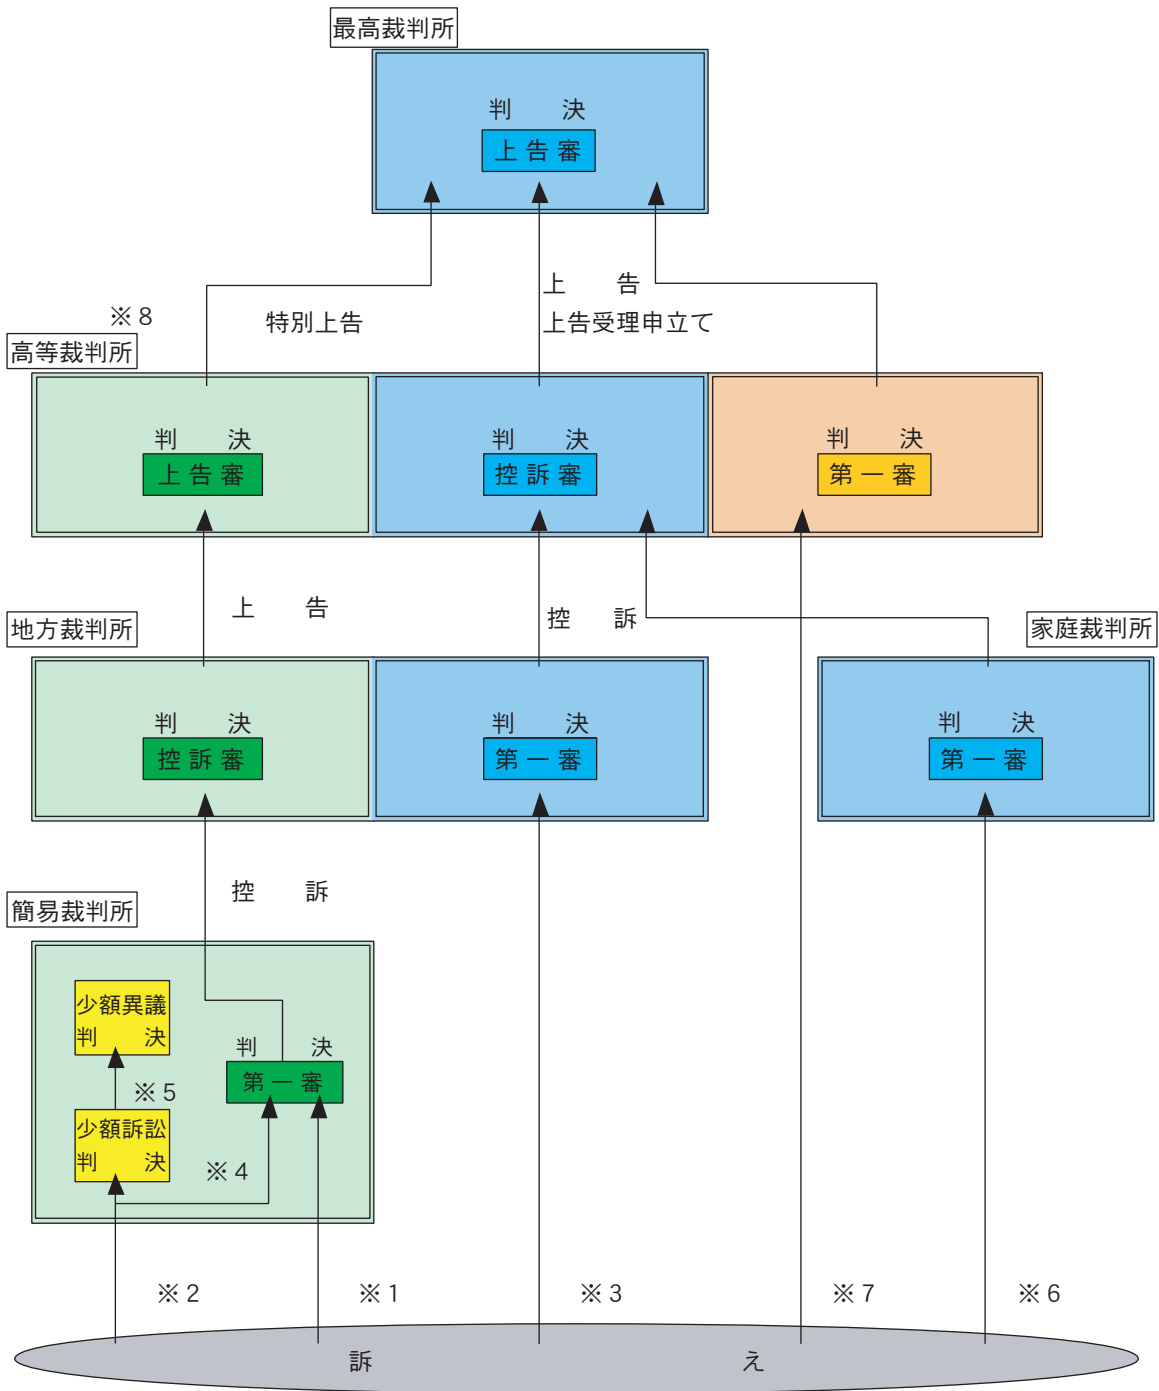 最高裁判所
判　　決
上告審
上　　告
※8
特別上告
上告受理申立て
高等裁判所
判　　決
判　　決
判　　決
上告審
控訴審
第一審
上　　告
控　　訴
地方裁判所
家庭裁判所
判　　決
判　　決
判　　決
控訴審
第一審
第一審
控　　訴
簡易裁判所
少額異議
判　　決
判　　決
第一審
※5
少額訴訟
判　　決
※4
※2
※1
※3
※7
※6
訴　　え